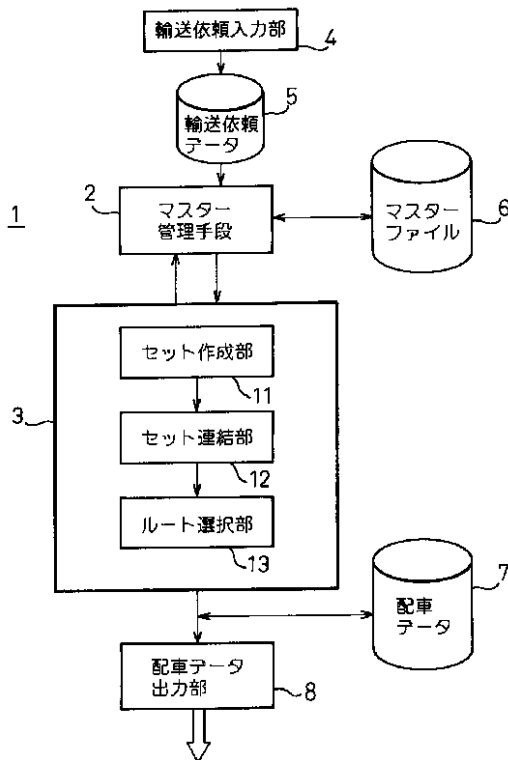 輸送依頼入力部
4
5
輸送依頼
データ
2
マスター
管理手段
1
マスター
ファイル
6
セット作成部
11
3
セット連結部
12
ルート選択部
13
7
配車
データ
配車データ
出力部
8